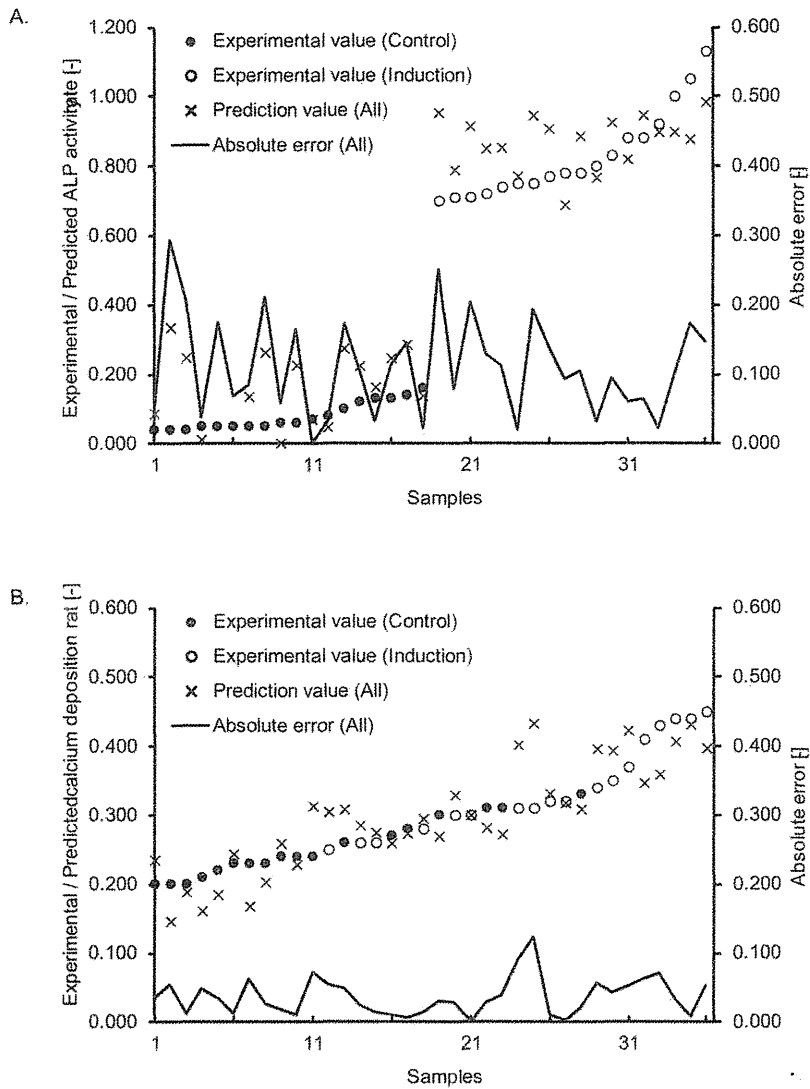 A.
Experimental / Predicted ALP activity rate [-]
1.200
1.000
0.800
0.600
0.400
0.200
0.000
Experimental value (Control)
Experimental value (Induction)
Prediction value (All)
Absolute error (All)
0.600
0.500
0.400
0.300
0.200
0.100
0.000
Absolute error [-]
1
11
21
31
Samples
B.
Experimental / Predictedcalcium deposition rat [-]
0.600
0.500
0.400
0.300
0.200
0.100
0.000
Experimental value (Control)
Experimental value (Induction)
Prediction value (All)
Absolute error (All)
0.600
0.500
0.400
0.300
0.200
0.100
0.000
Absolute error [-]
1
11
21
31
Samples